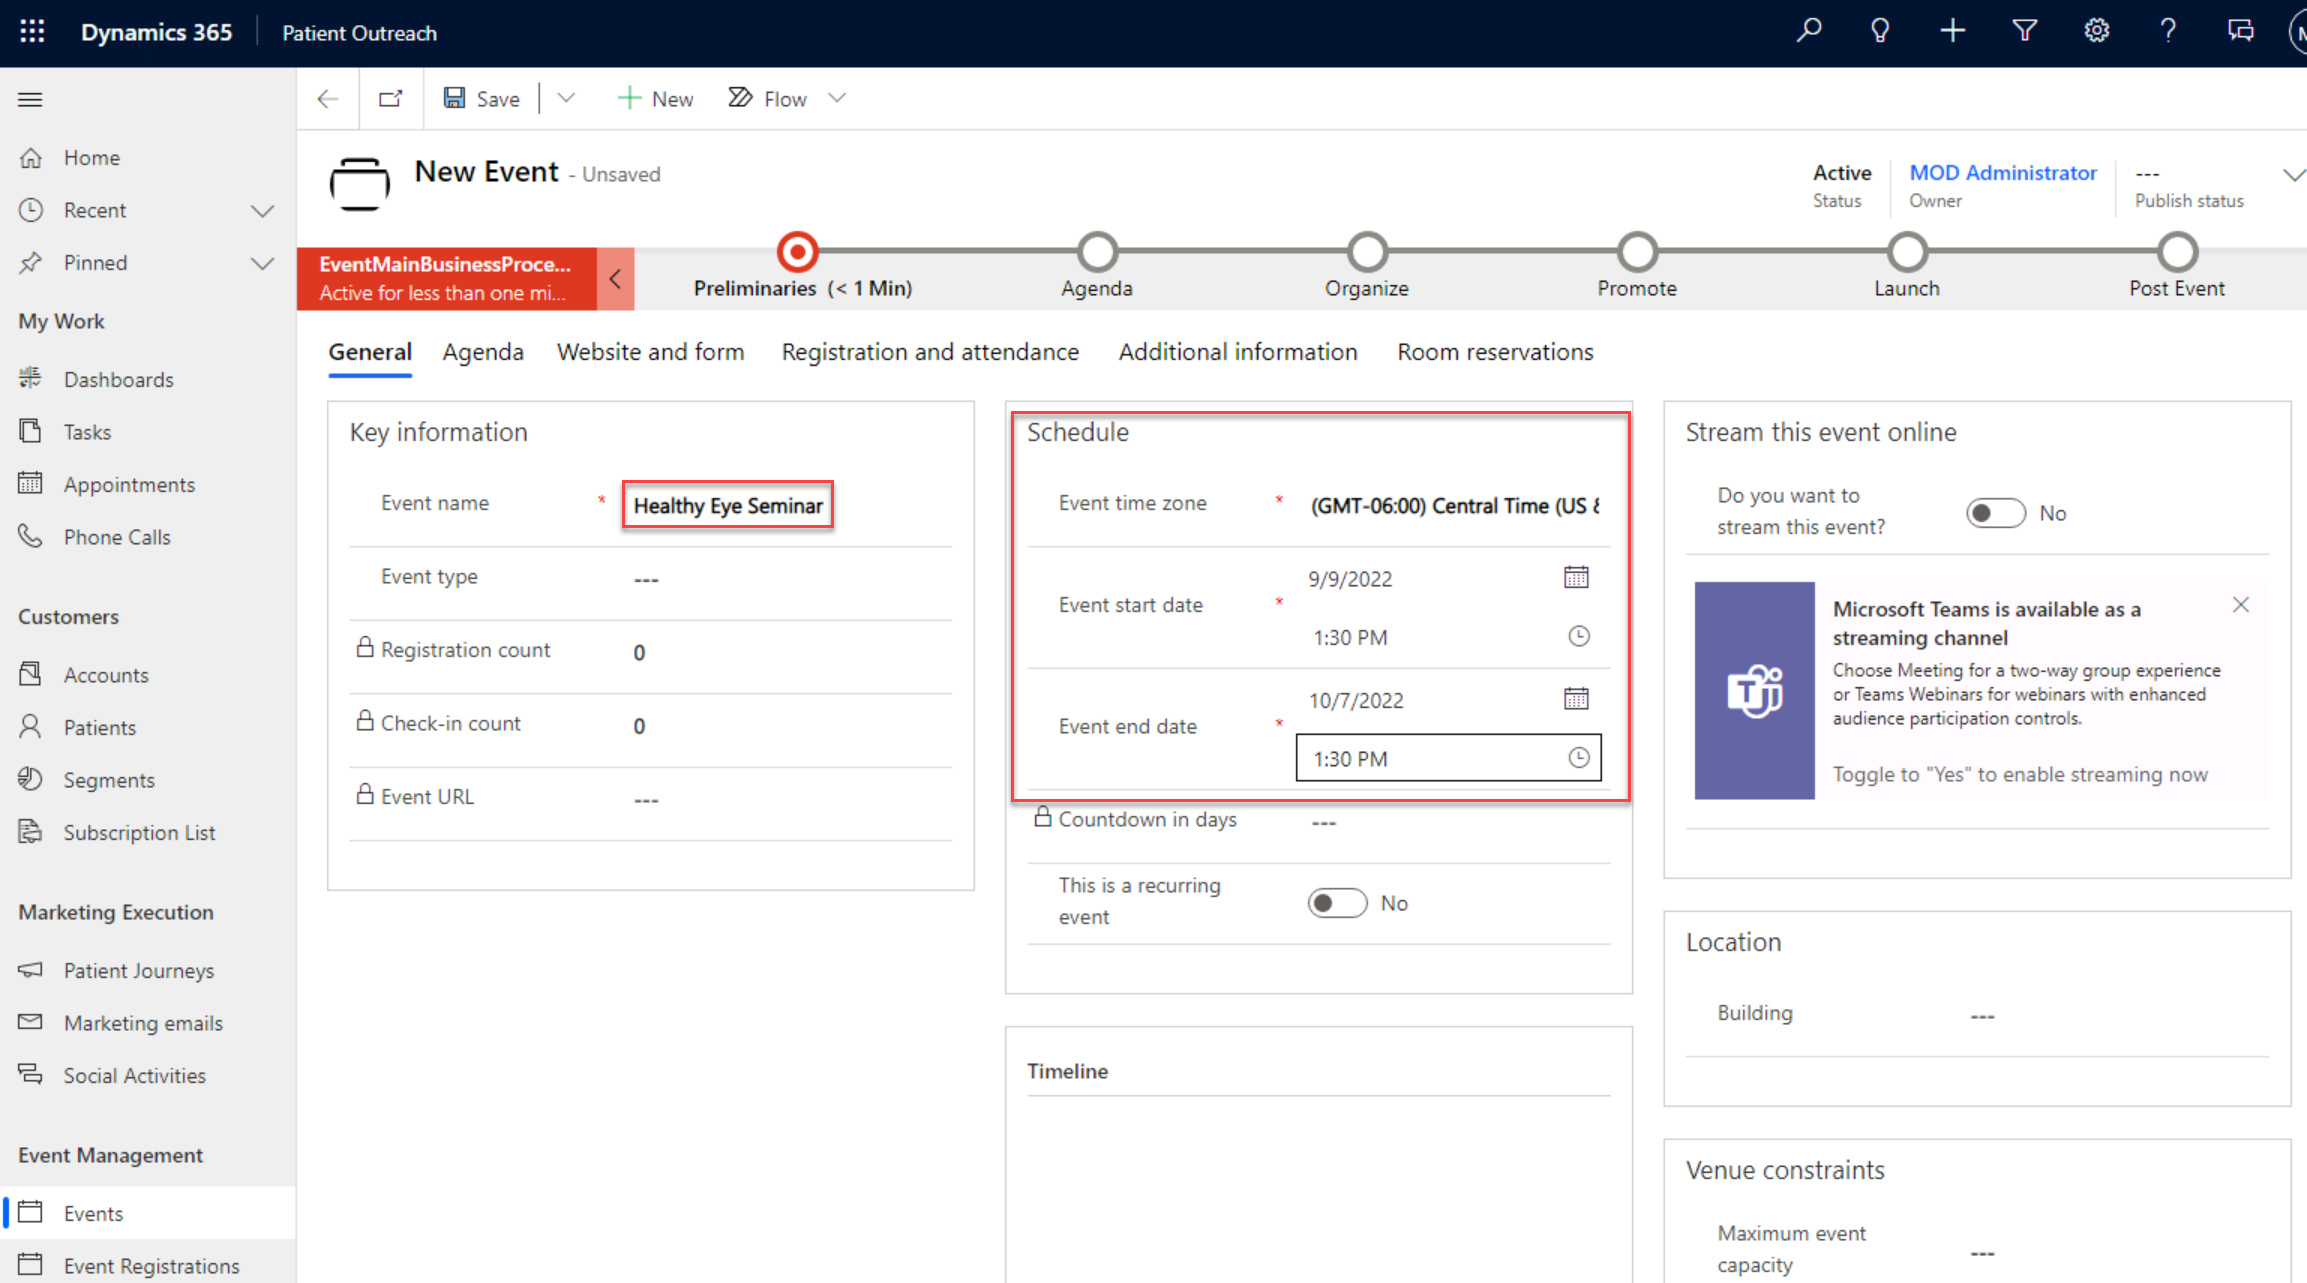 Dynamics 365
Patient Outreach
Save
New
Flow
Home
Recent
Pinned
My Work
Dashboards
Tasks
Appointments
Phone Calls
Customers
Accounts
Patients
Segments
Subscription List
Marketing Execution
Patient Journeys
Marketing emails
Social Activities
Event Management
Events
Event Registrations
New Event - Unsaved
Active
Status
MOD Administrator
Owner
---
Publish status
EventMainBusinessProce...
Active for less than one mi...
Preliminaries (< 1 Min)
Agenda
Organize
Promote
Launch
Post Event
General
Agenda
Website and form
Registration and attendance
Additional information
Room reservations
Key information
Event name * Healthy Eye Seminar
Event type ---
Registration count 0
Check-in count 0
Event URL ---
Schedule
Event time zone * (GMT-06:00) Central Time (US &
Event start date * 9/9/2022
1:30 PM
Event end date * 10/7/2022
1:30 PM
Countdown in days ---
This is a recurring
event
No
Timeline
Stream this event online
Do you want to
stream this event?
No
Microsoft Teams is available as a
streaming channel
Choose Meeting for a two-way group experience
or Teams Webinars for webinars with enhanced
audience participation controls.
Toggle to "Yes" to enable streaming now
Location
Building ---
Venue constraints
Maximum event
capacity
---